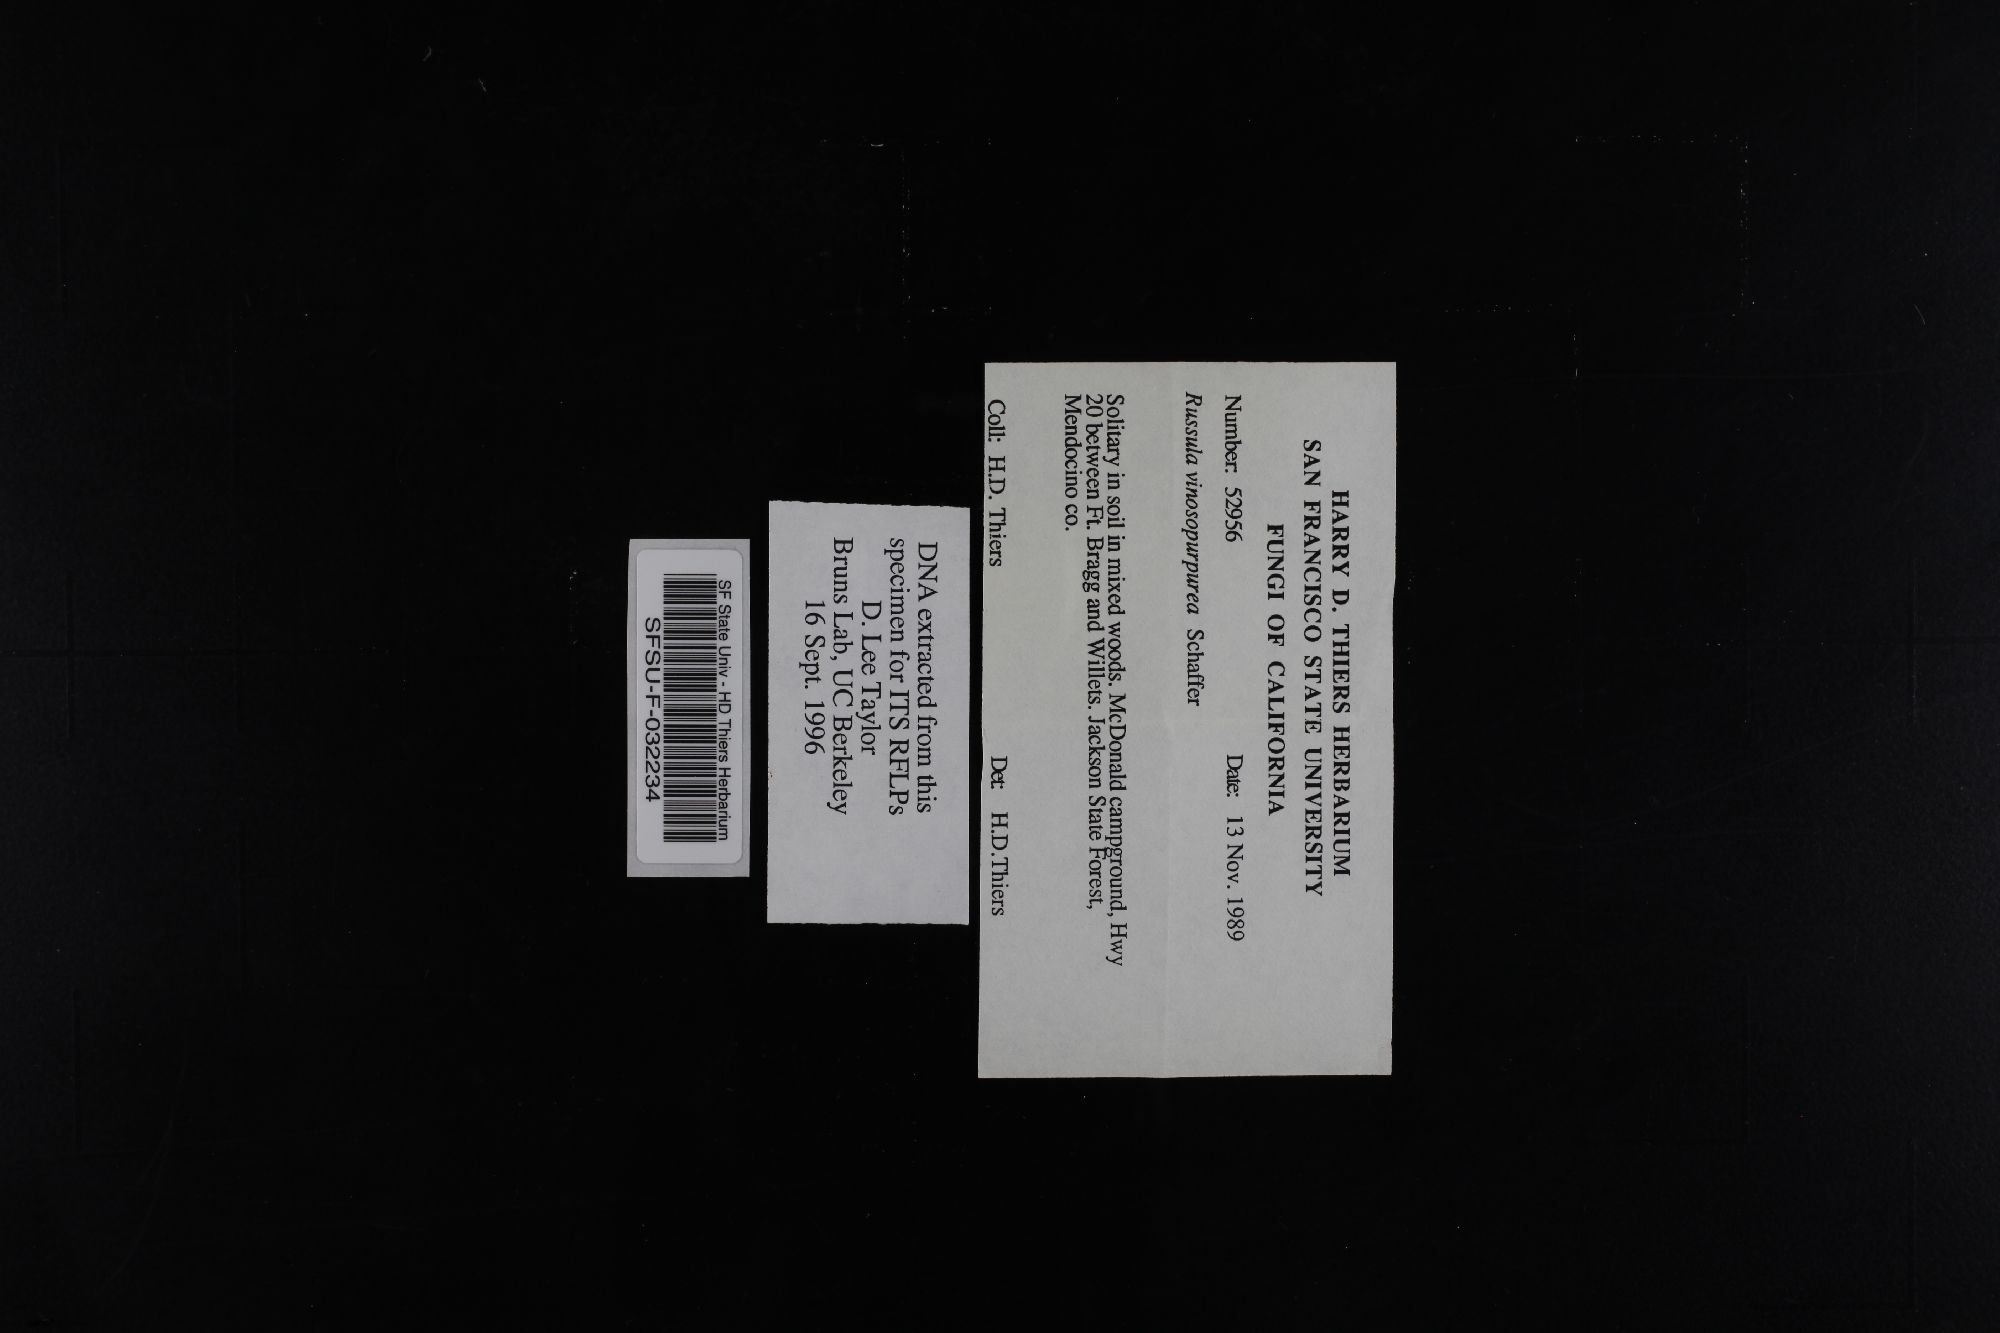 HARRY D. THIERS HERBARIUM
SAN FRANCISCO STATE UNIVERSITY
FUNGI OF CALIFORNIA
Number: 52956 Date: 13 Nov. 1989
Russula vinosopurpurea Schaffer
Solitary in soil in mixed woods. McDonald campground, Hwy
20 between Ft. Bragg and Willets. Jackson State Forest,
Mendocino co.
Coll: H.D. Thiers Det: H.D.Thiers
DNA extracted from this
specimen for ITS RFLPs
D. Lee Taylor
Bruns Lab, UC Berkeley
16 Sept. 1996
SF State Univ - HD Thiers Herbarium
SFSU-F-032234